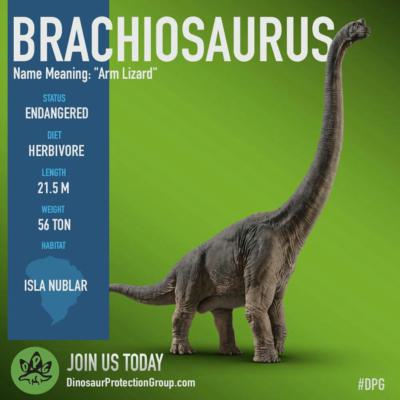 BRACHIOSAURUS
Name Meaning: "Arm Lizard"
STATUS
ENDANGERED
DIET
HERBIVORE
LENGTH
21.5 M
WEIGHT
56 TON
HABITAT
ISLA NUBLAR
JOIN US TODAY
DinosaurProtectionGroup.com
#DPG